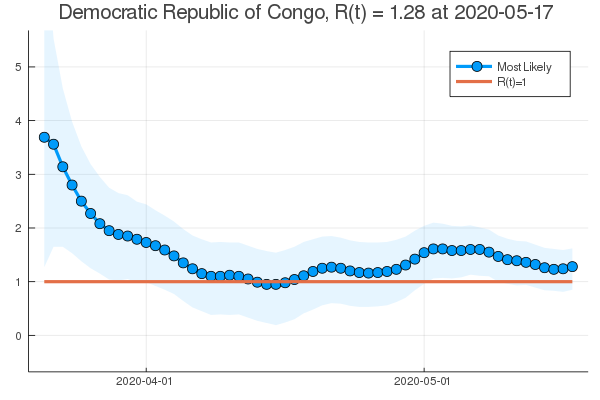 Democratic Republic of Congo, R(t) = 1.28 at 2020-05-17
Most Likely
R(t)=1
5
4
3
2
1
0
2020-04-01
2020-05-01